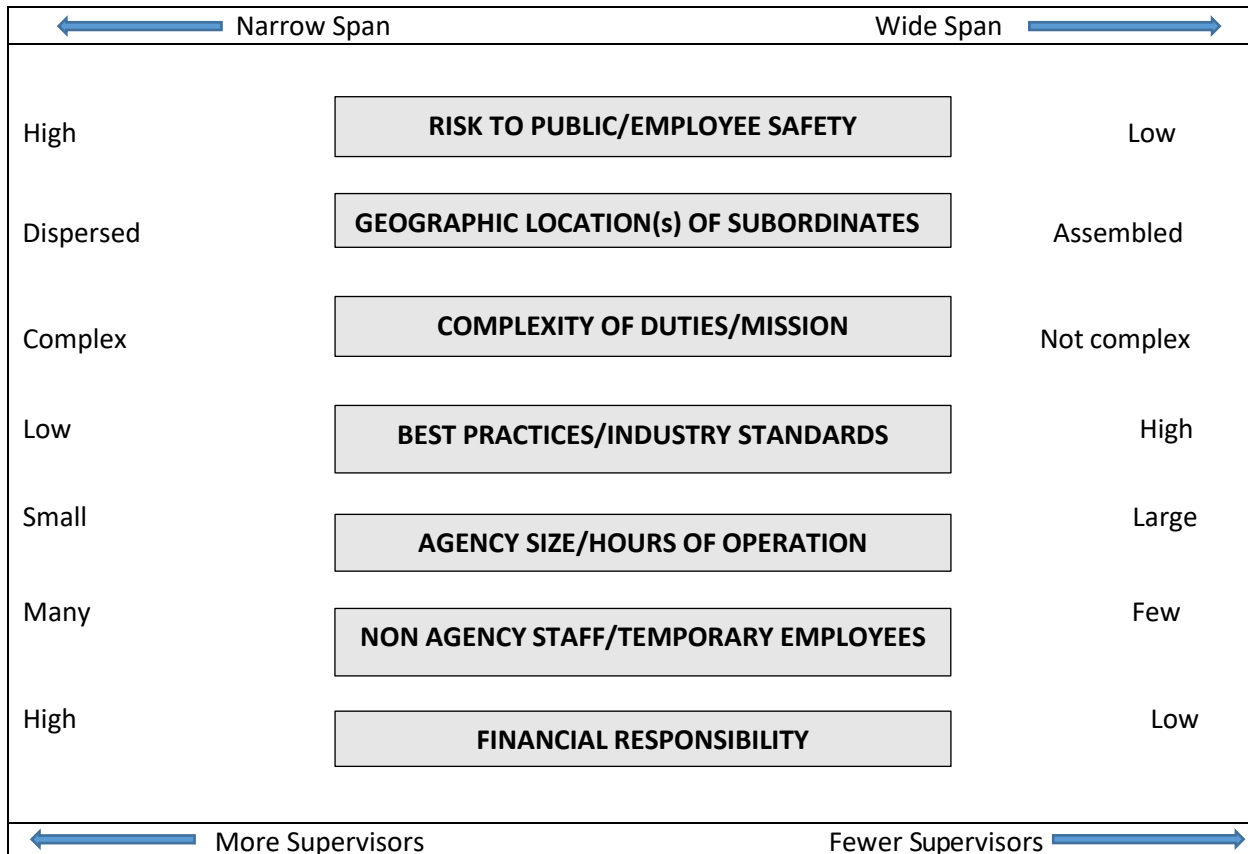 Narrow Span Wide Span
High RISK TO PUBLIC/EMPLOYEE SAFETY Low
Dispersed GEOGRAPHIC LOCATION(s) OF SUBORDINATES Assembled
Complex COMPLEXITY OF DUTIES/MISSION Not complex
Low BEST PRACTICES/INDUSTRY STANDARDS High
Small AGENCY SIZE/HOURS OF OPERATION Large
Many NON AGENCY STAFF/TEMPORARY EMPLOYEES Few
High FINANCIAL RESPONSIBILITY Low
More Supervisors Fewer Supervisors